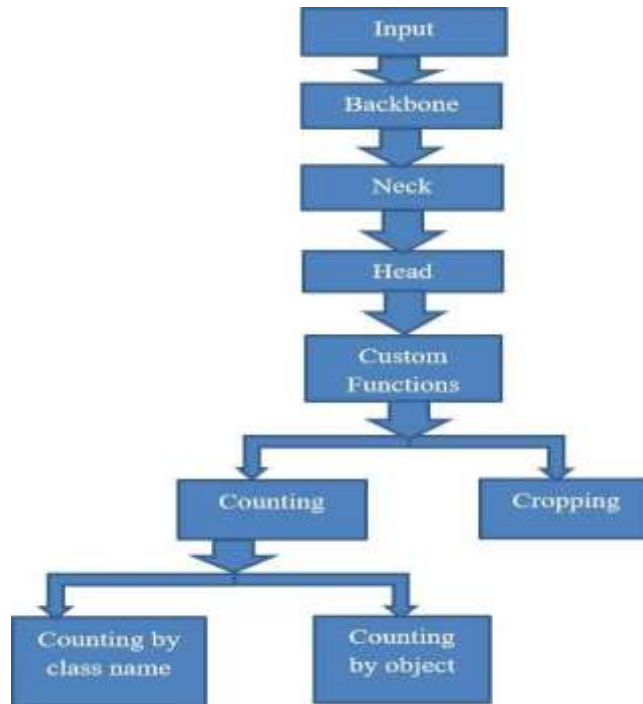 Input
Backbone
Neck
Head
Custom
Functions
Counting
Cropping
Counting by
class name
Counting
by object